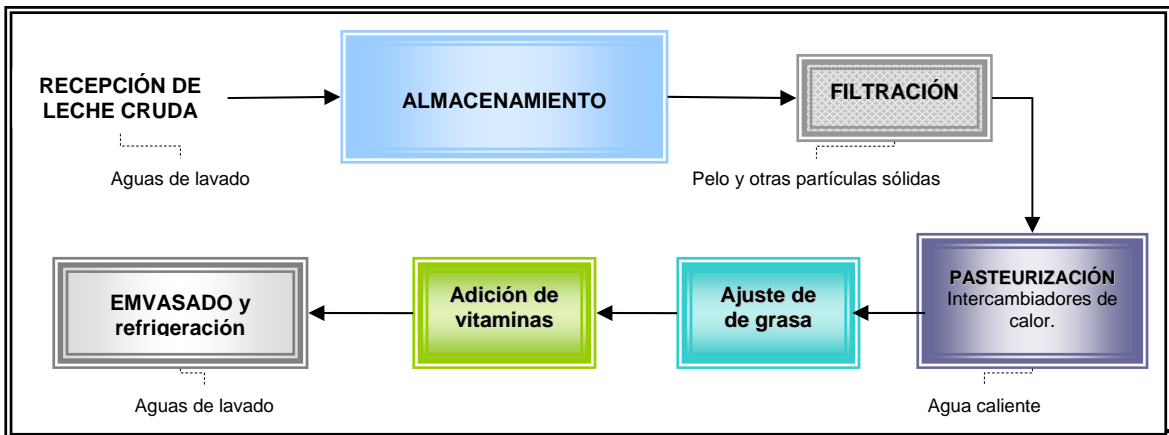 RECEPCIÓN DE
LECHE CRUDA
ALMACENAMIENTO
FILTRACIÓN
Aguas de lavado
Pelo y otras partículas sólidas
PASTEURIZACIÓN
Intercambiadores de
calor.
Ajuste de
de grasa
Adición de
vitaminas
EMVASADO y
refrigeración
Aguas de lavado
Agua caliente